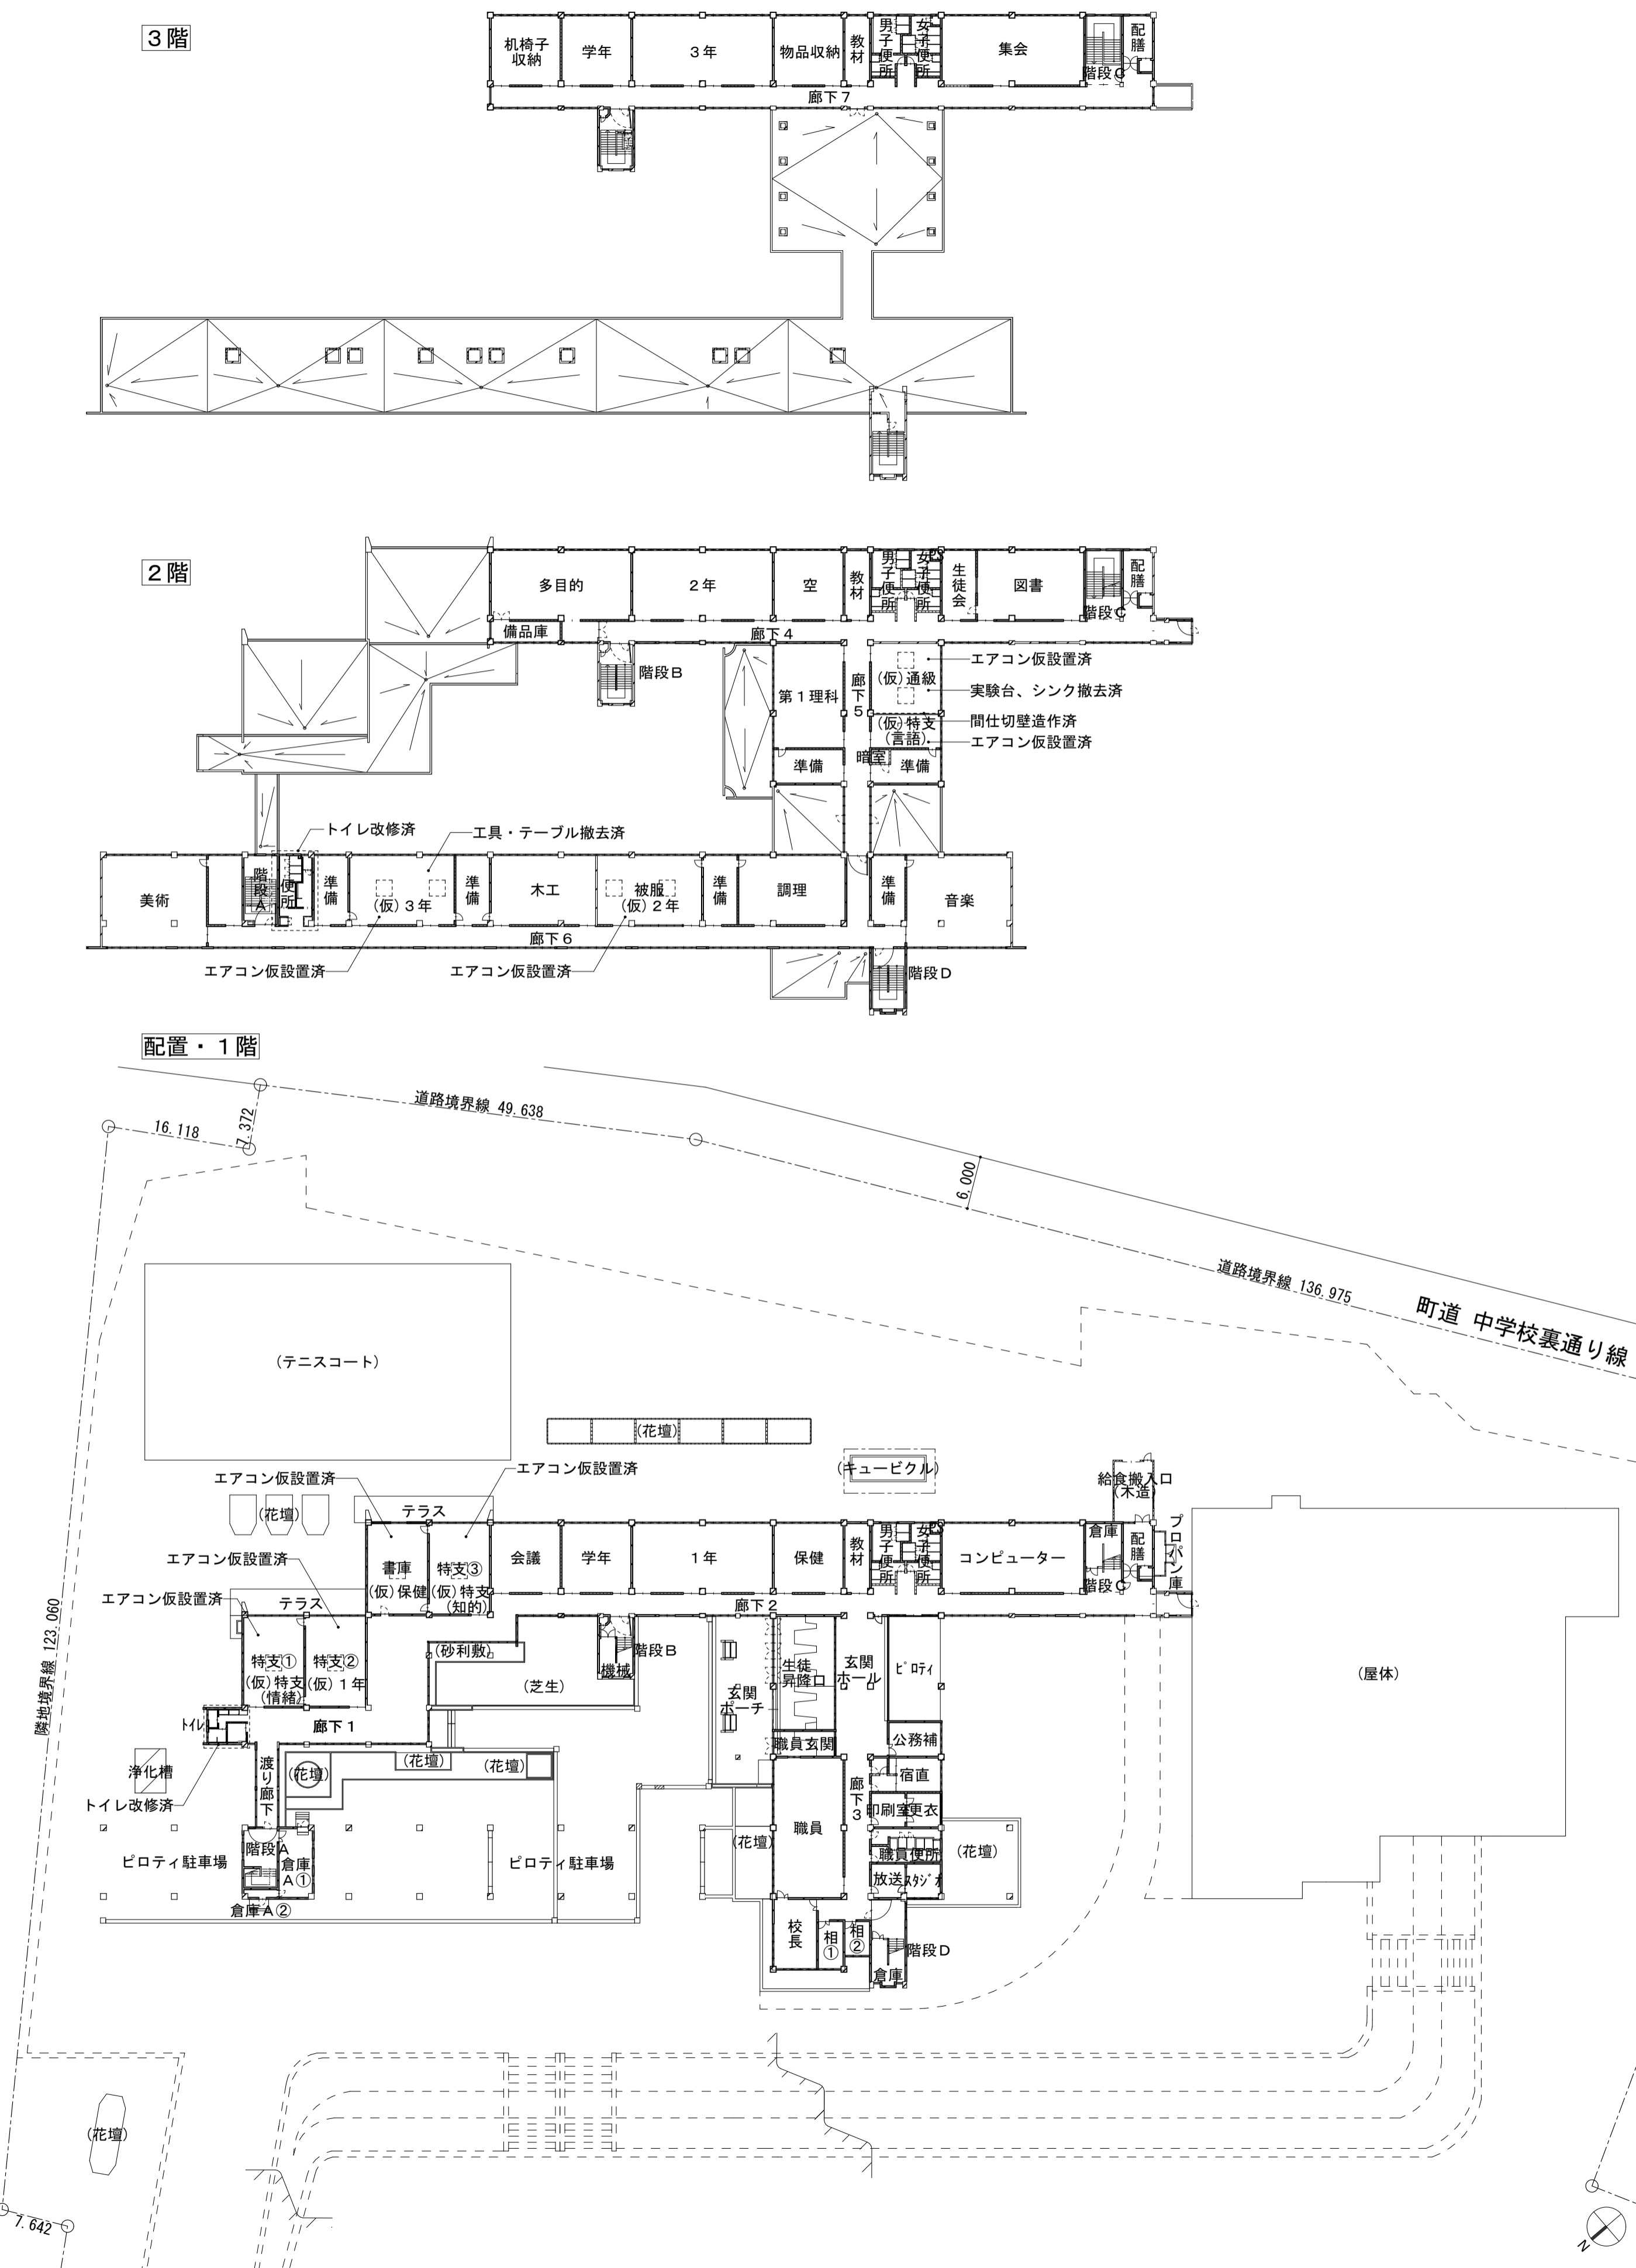 ３階
机椅子
収納
学年
３年
物品収納
教材
男子便所
女子便所
集会
階段C
配膳
廊下７
２階
多目的
２年
空
教材
男子便所
女子便所
PS
生徒会
図書
階段C
配膳
備品庫
廊下４
階段Ｂ
第１理科
廊下５
(仮)通級
エアコン仮設置済
実験台、シンク撤去済
(仮)特支
(言語)
間仕切壁造作済
エアコン仮設置済
準備
暗室
準備
トイレ改修済
工具・テーブル撤去済
美術
階段Ａ
便所
準備
(仮)３年
準備
木工
被服
(仮)２年
準備
調理
準備
音楽
廊下６
エアコン仮設置済
エアコン仮設置済
階段Ｄ
配置・１階
道路境界線 49.638
16.118
7.372
6.000
道路境界線 136.975
町道 中学校裏通り線
(テニスコート)
(花壇)
(キュービクル)
給食搬入口
(木造)
エアコン仮設置済
エアコン仮設置済
(花壇)
テラス
書庫
(仮)保健
特支③
(仮)特支
(知的)
会議
学年
１年
保健
教材
男子便所
女子便所
PS
コンピューター
倉庫
階段C
配膳
プロパン庫
エアコン仮設置済
エアコン仮設置済
テラス
廊下２
隣地境界線 123.060
特支①
(仮)特支
(情緒)
特支②
(仮)１年
(砂利敷)
(芝生)
機械
階段Ｂ
玄関
ポーチ
生徒
昇降口
玄関
ホール
ﾋﾟﾛﾃｨ
(屋体)
ﾄｲﾚ
廊下１
職員玄関
公務補
浄化槽
渡り廊下
(花壇)
(花壇)
(花壇)
宿直
トイレ改修済
廊下３
印刷室
更衣
職員
(花壇)
職員便所
(花壇)
ピロティ駐車場
階段Ａ
倉庫
Ａ①
ピロティ駐車場
放送
ｽﾀｼﾞｵ
倉庫Ａ②
校長
相①
相②
階段Ｄ
倉庫
(花壇)
7.642
N